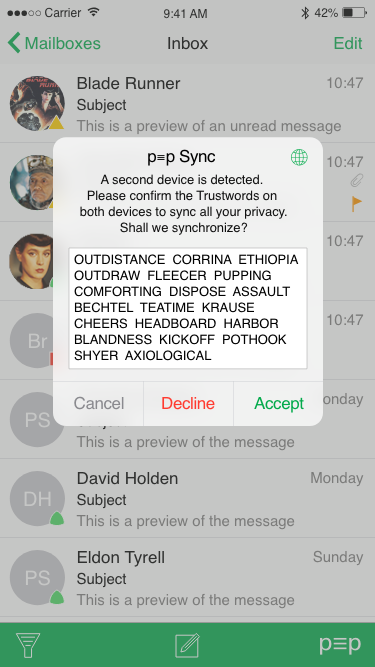 Carrier 9:41 AM 42%
Mailboxes Inbox Edit
Blade Runner 10:47
Subject
This is a preview of an unread message
10:47
p≡p Sync
A second device is detected.
Please confirm the Trustwords on
both devices to sync all your privacy.
Shall we synchronize?
10:47
OUTDISTANCE CORRINA ETHIOPIA
OUTDRAW FLEECER PUPPING
COMFORTING DISPOSE ASSAULT
BECHTEL TEATIME KRAUSE
CHEERS HEADBOARD HARBOR
BLANDNESS KICKOFF POTHOOK
SHYER AXIOLOGICAL
Br 10:47
Cancel Decline Accept
PS
This is a preview of the message
DH David Holden Monday
Subject
This is a preview of the message
PS Eldon Tyrell Sunday
Subject
This is a preview of the message
p≡p